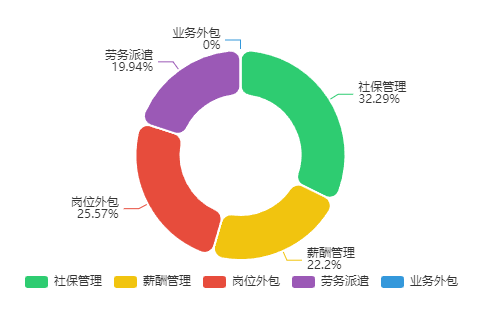 业务外包
0%
劳务派遣
19.94%
社保管理
32.29%
岗位外包
25.57%
薪酬管理
22.2%
社保管理 薪酬管理 岗位外包 劳务派遣 业务外包